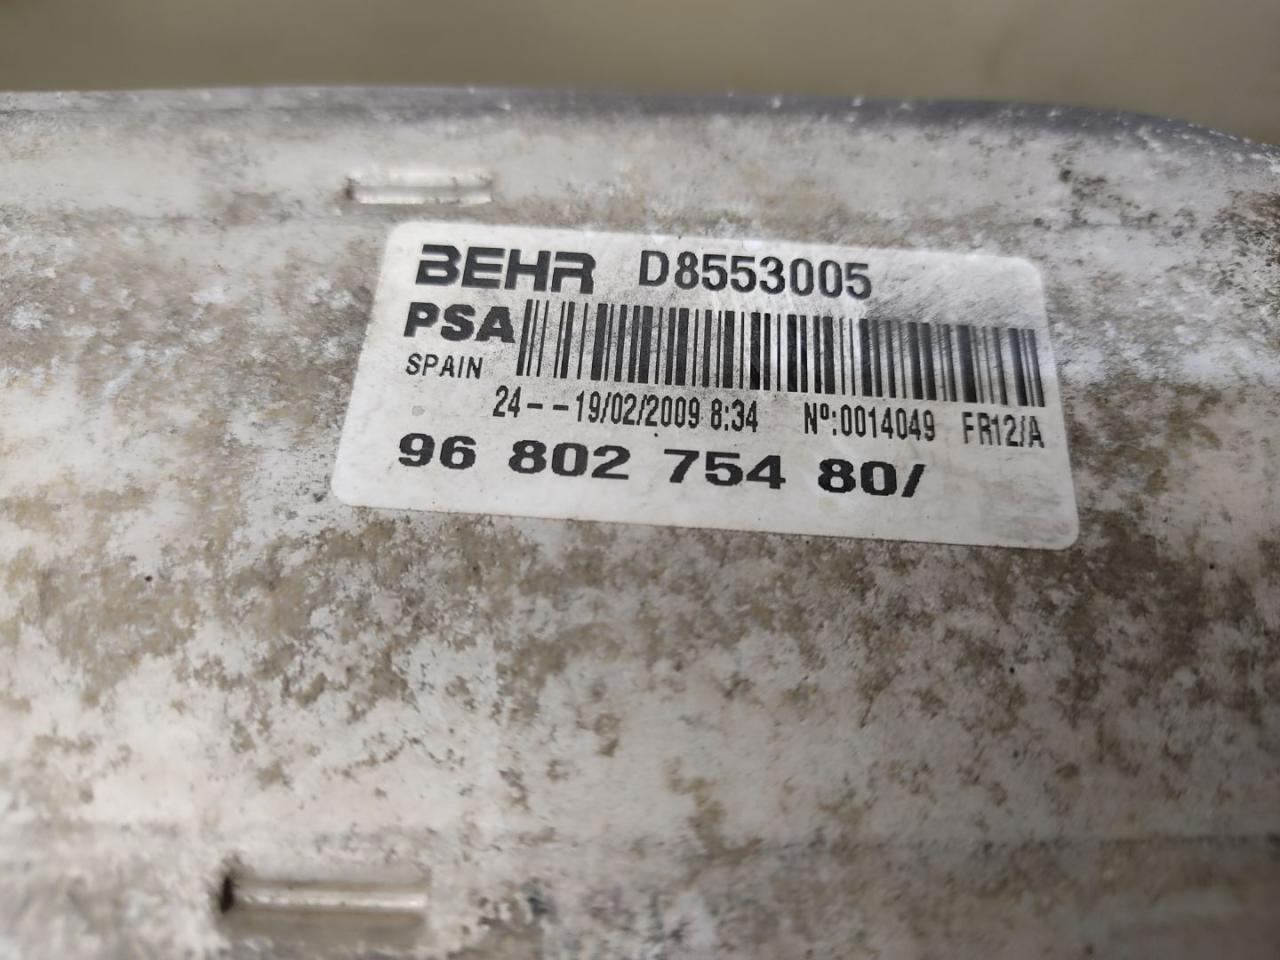 BEHR D8553005
PSA
SPAIN
24--19/02/2009 8:34 Nº:0014049 FR12/A
96 802 754 80/